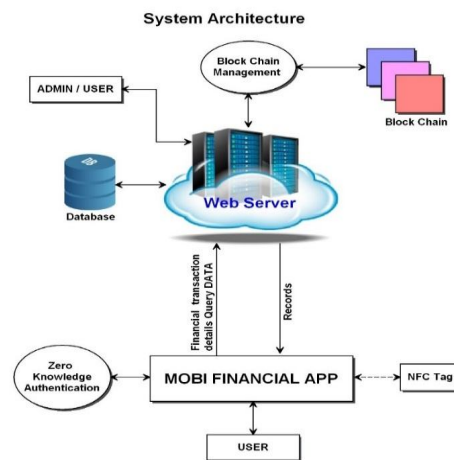 System Architecture
Block Chain
Management
ADMIN / USER
Block Chain
DB
Database
Web Server
Financial transaction
details Query DATA
Records
Zero
Knowledge
Authentication
MOBI FINANCIAL APP
NFC Tag
USER